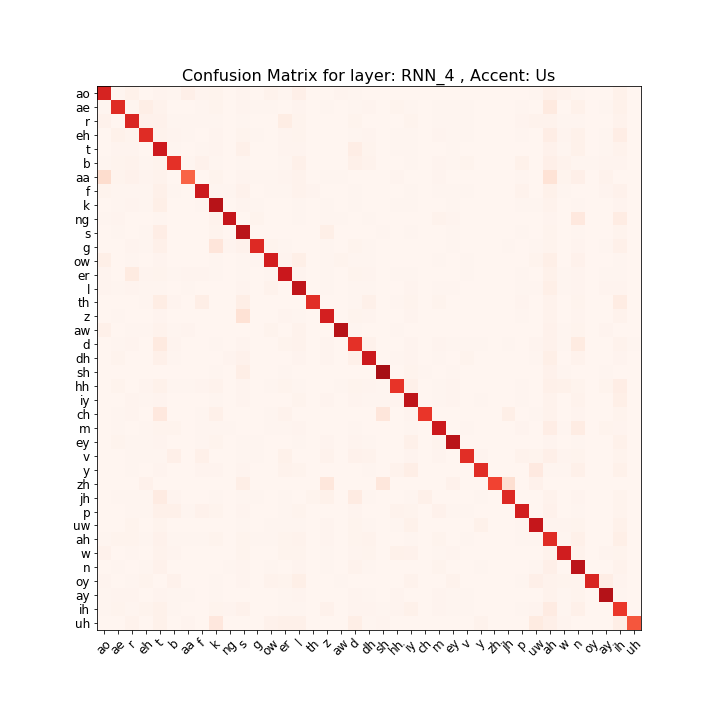 Confusion Matrix for layer: RNN_4 , Accent: Us
ao
ae
r
eh
t
b
aa
f
k
ng
s
g
ow
er
l
th
z
aw
d
dh
sh
hh
iy
ch
m
ey
v
y
zh
jh
p
uw
ah
w
n
oy
ay
ih
uh
ao ae r eh t b aa f k ng s g ow er l th z aw d dh sh hh iy ch m ey v y zh jh p uw ah w n oy ay ih uh